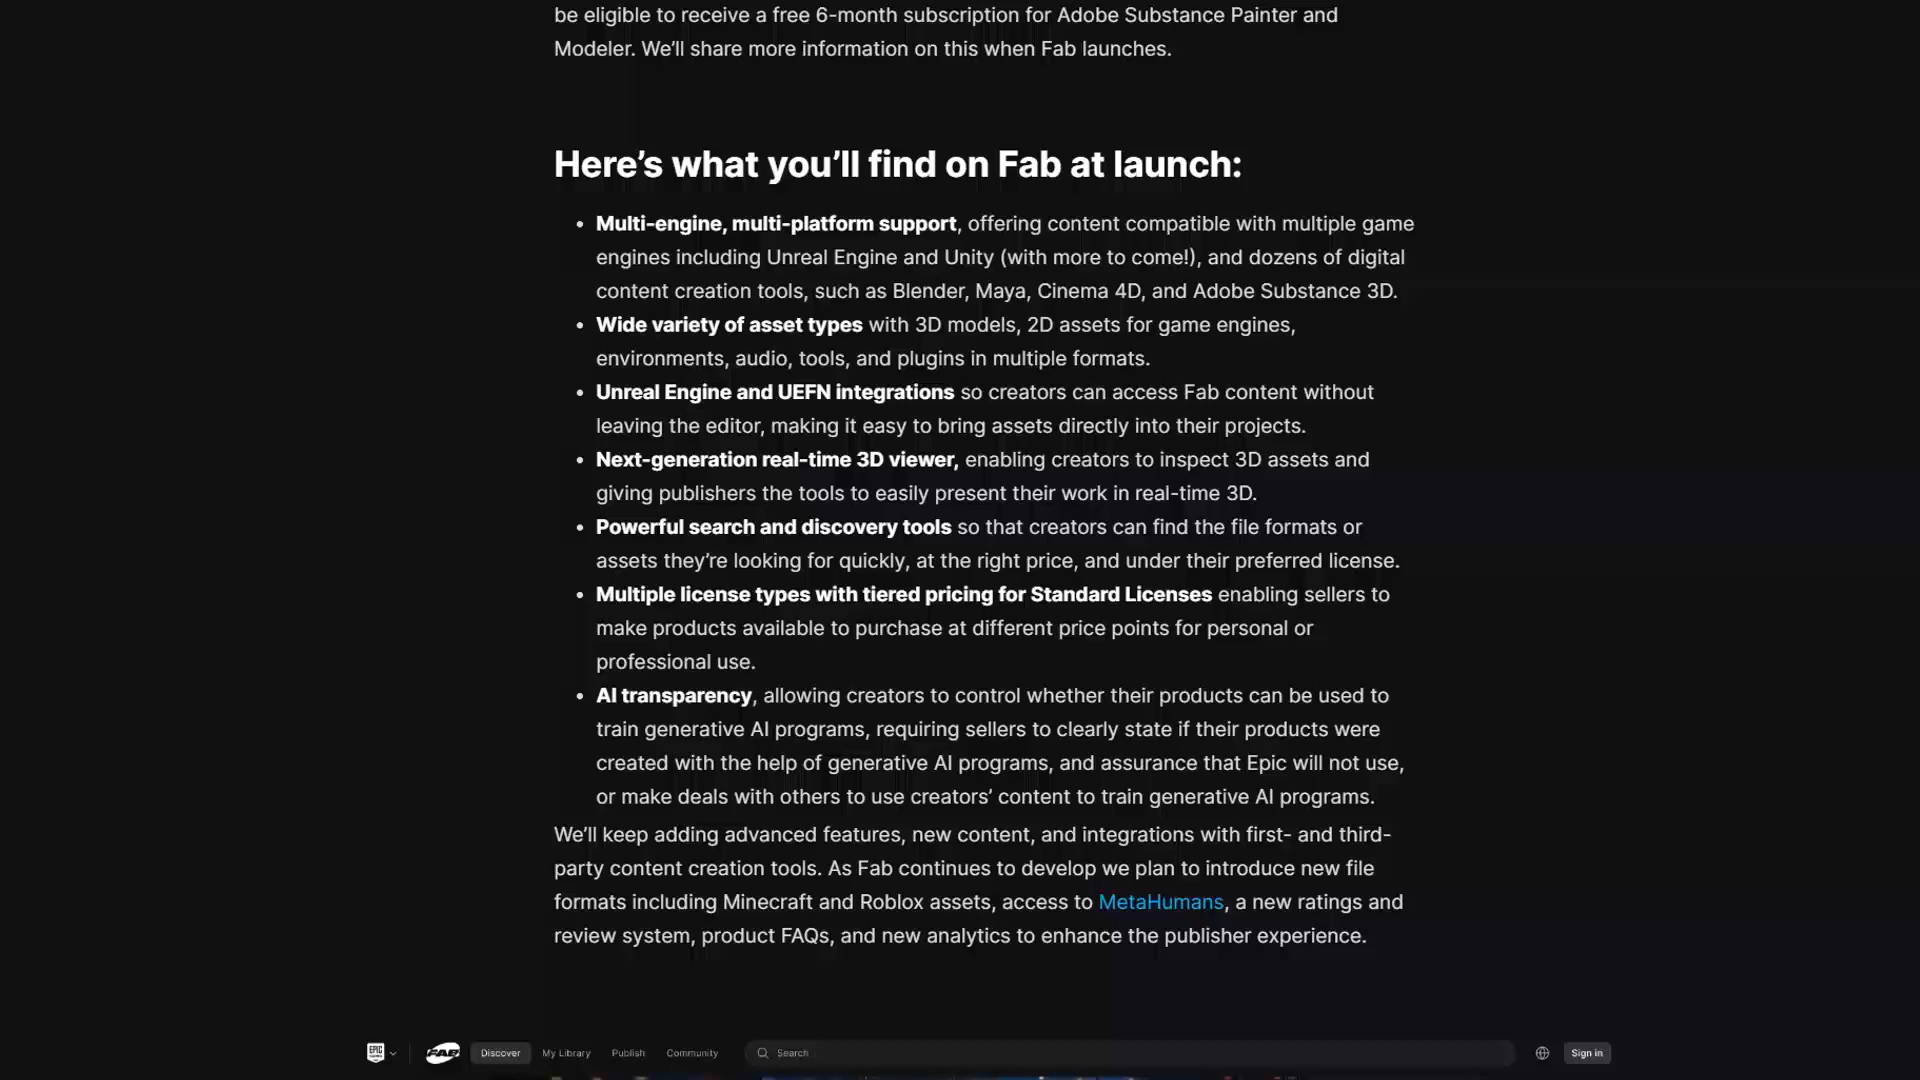 be eligible to receive a free 6-month subscription for Adobe Substance Painter and
Modeler. We’ll share more information on this when Fab launches.
Here’s what you’ll find on Fab at launch:
• Multi-engine, multi-platform support, offering content compatible with multiple game
engines including Unreal Engine and Unity (with more to come!), and dozens of digital
content creation tools, such as Blender, Maya, Cinema 4D, and Adobe Substance 3D.
• Wide variety of asset types with 3D models, 2D assets for game engines,
environments, audio, tools, and plugins in multiple formats.
• Unreal Engine and UEFN integrations so creators can access Fab content without
leaving the editor, making it easy to bring assets directly into their projects.
• Next-generation real-time 3D viewer, enabling creators to inspect 3D assets and
giving publishers the tools to easily present their work in real-time 3D.
• Powerful search and discovery tools so that creators can find the file formats or
assets they’re looking for quickly, at the right price, and under their preferred license.
• Multiple license types with tiered pricing for Standard Licenses enabling sellers to
make products available to purchase at different price points for personal or
professional use.
• AI transparency, allowing creators to control whether their products can be used to
train generative AI programs, requiring sellers to clearly state if their products were
created with the help of generative AI programs, and assurance that Epic will not use,
or make deals with others to use creators’ content to train generative AI programs.
We’ll keep adding advanced features, new content, and integrations with first- and third-
party content creation tools. As Fab continues to develop we plan to introduce new file
formats including Minecraft and Roblox assets, access to MetaHumans, a new ratings and
review system, product FAQs, and new analytics to enhance the publisher experience.
EPIC FAB Discover My Library Publish Community Search Sign in